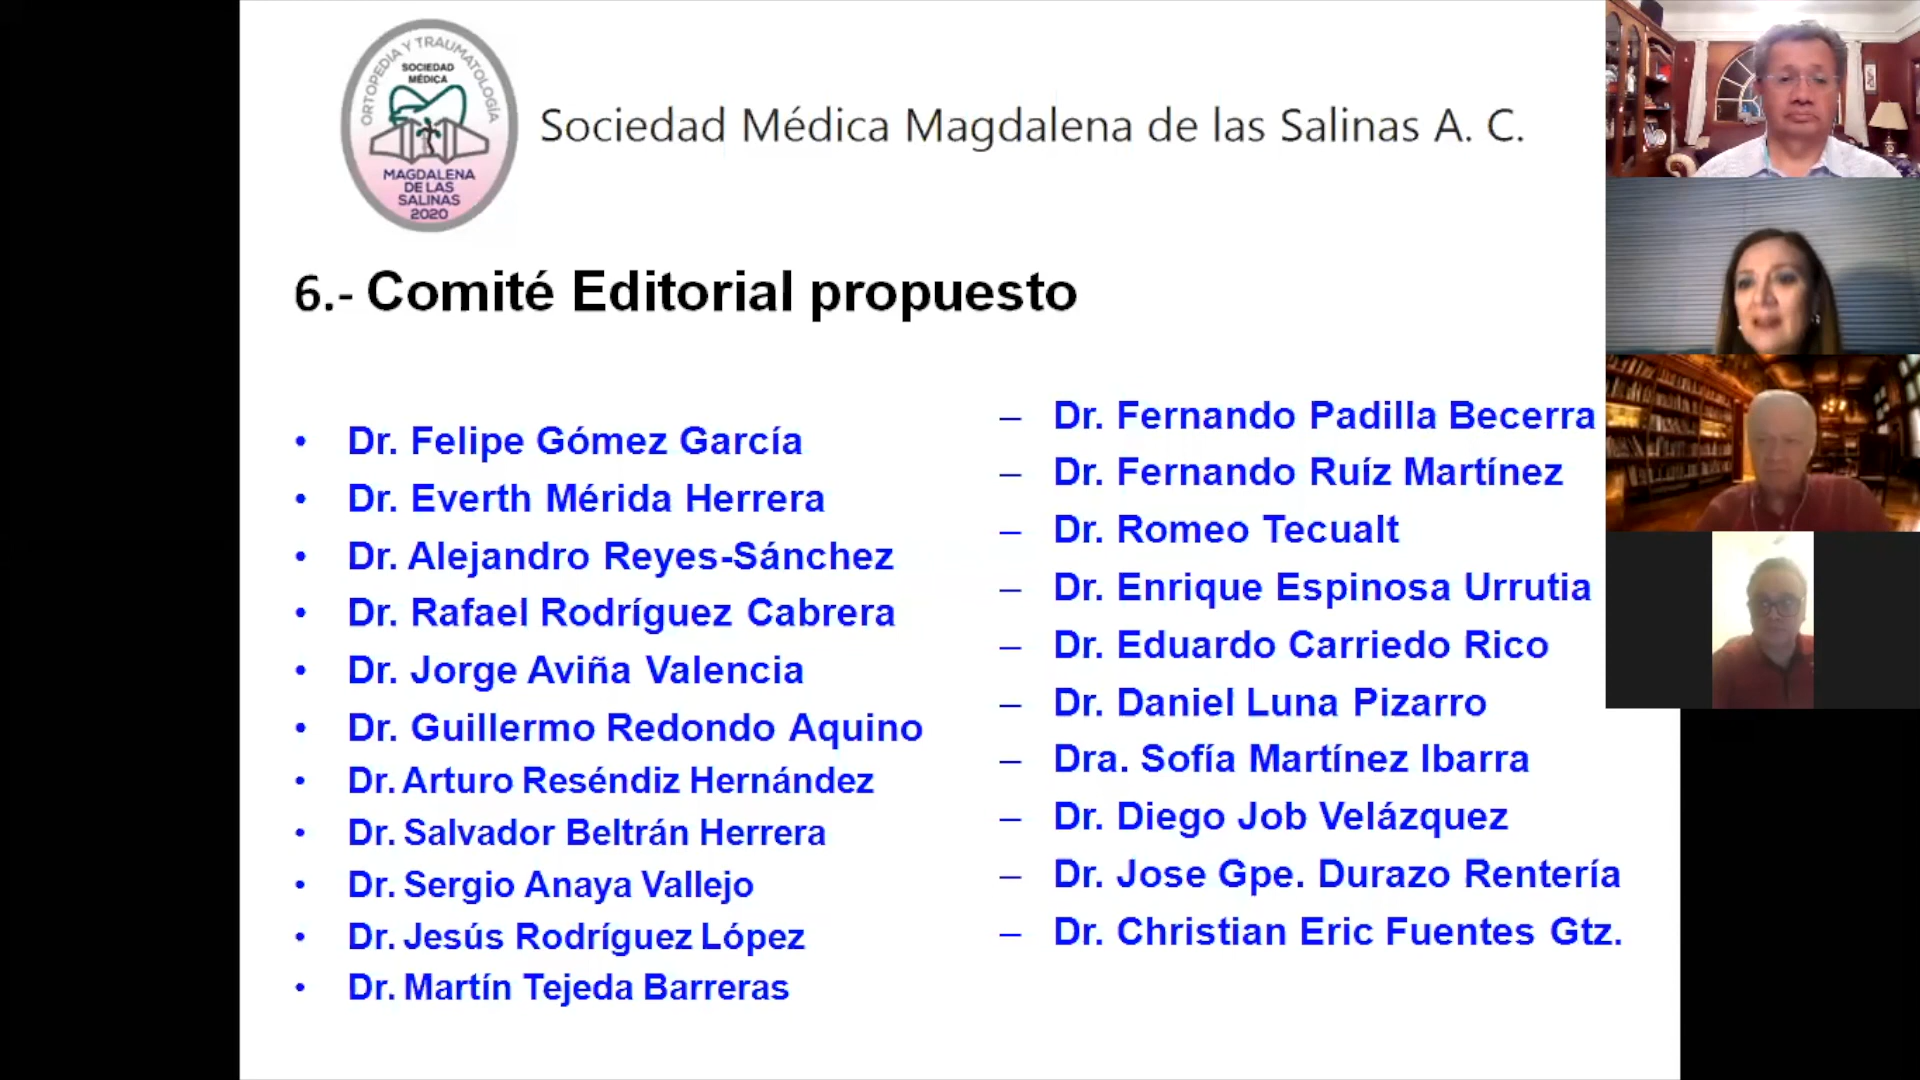 ORTOPEDIA Y TRAUMATOLOGÍA
SOCIEDAD
MÉDICA
MAGDALENA
DE LAS
SALINAS
2020
Sociedad Médica Magdalena de las Salinas A. C.
6.- Comité Editorial propuesto
• Dr. Felipe Gómez García
• Dr. Everth Mérida Herrera
• Dr. Alejandro Reyes-Sánchez
• Dr. Rafael Rodríguez Cabrera
• Dr. Jorge Aviña Valencia
• Dr. Guillermo Redondo Aquino
• Dr. Arturo Reséndiz Hernández
• Dr. Salvador Beltrán Herrera
• Dr. Sergio Anaya Vallejo
• Dr. Jesús Rodríguez López
• Dr. Martín Tejeda Barreras
– Dr. Fernando Padilla Becerra
– Dr. Fernando Ruíz Martínez
– Dr. Romeo Tecualt
– Dr. Enrique Espinosa Urrutia
– Dr. Eduardo Carriedo Rico
– Dr. Daniel Luna Pizarro
– Dra. Sofía Martínez Ibarra
– Dr. Diego Job Velázquez
– Dr. Jose Gpe. Durazo Rentería
– Dr. Christian Eric Fuentes Gtz.